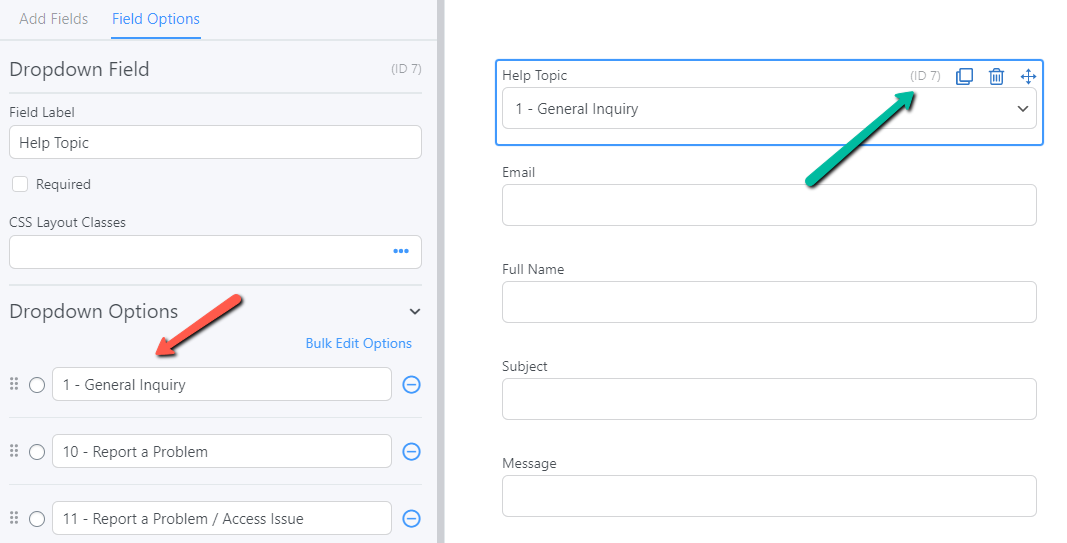 Add Fields Field Options
Dropdown Field (ID 7)
Field Label
Help Topic
Required
CSS Layout Classes
Dropdown Options
Bulk Edit Options
1 - General Inquiry
10 - Report a Problem
11 - Report a Problem / Access Issue
Help Topic (ID 7)
1 - General Inquiry
Email
Full Name
Subject
Message